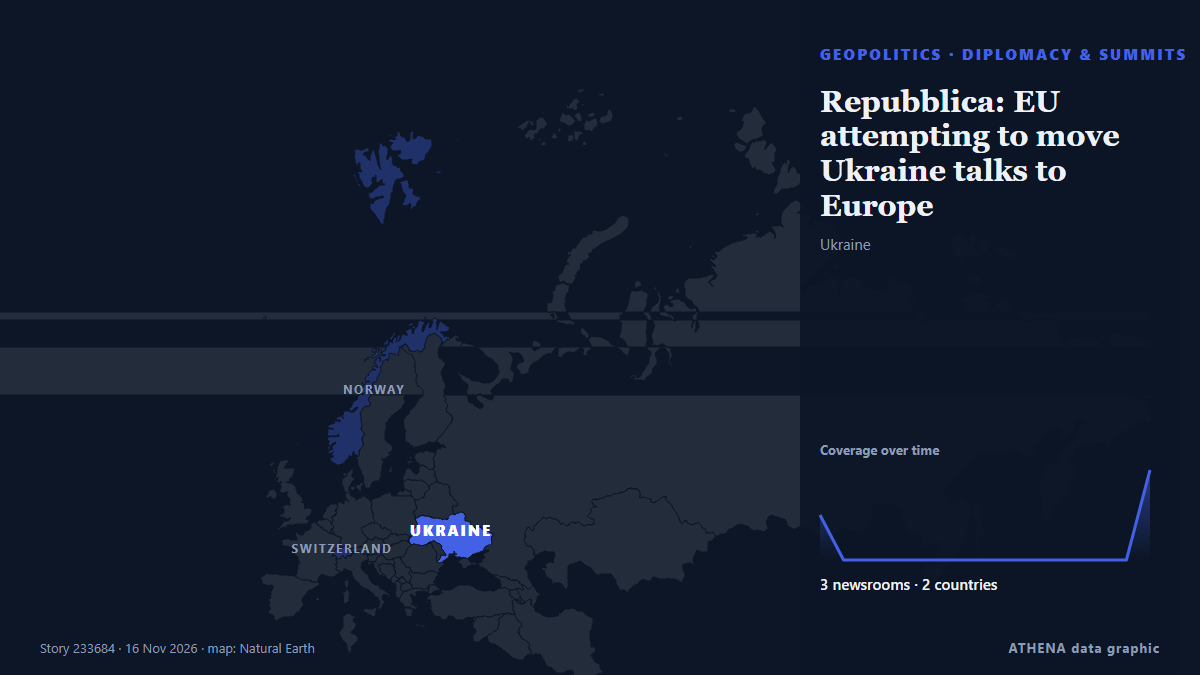 GEOPOLITICS · DIPLOMACY & SUMMITS
Repubblica: EU
attempting to move
Ukraine talks to
Europe
Ukraine
NORWAY
UKRAINE
SWITZERLAND
Coverage over time
3 newsrooms · 2 countries
Story 233684 · 16 Nov 2026 · map: Natural Earth
ATHENA data graphic